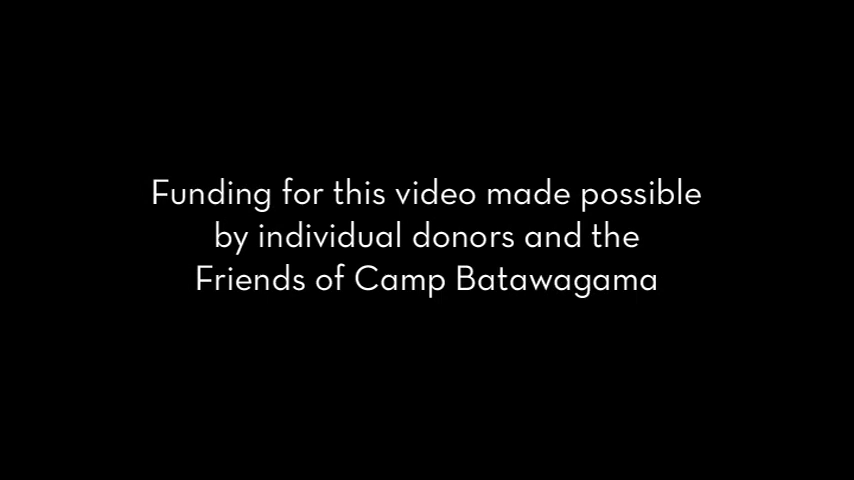 Funding for this video made possible
by individual donors and the
Friends of Camp Batawagama